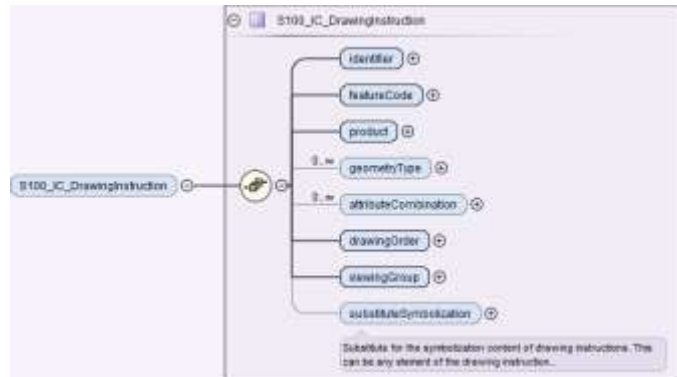 S100_IC_DrawingInstruction
identifier
featureCode
product
0..∞
geometryType
0..∞
attributeCombination
S100_IC_DrawingInstruction
drawingOrder
viewingGroup
substituteSymbolization
Substitute for the symbolization content of drawing instructions. This
can be any element of the drawing instruction...